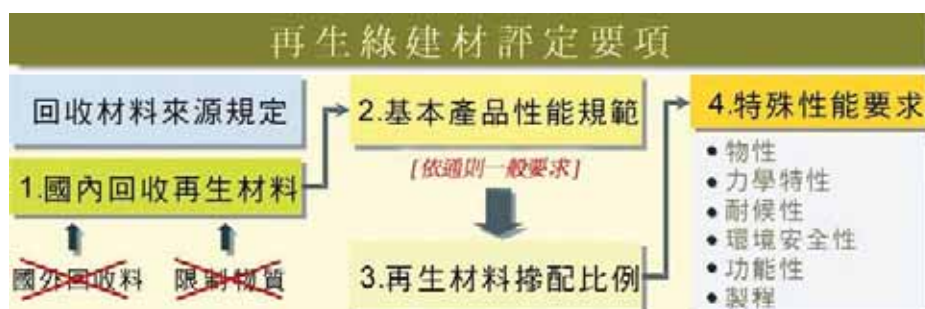 再生綠建材評定要項
回收材料來源規定
1.國內回收再生材料
國外回收料
限制物質
2.基本產品性能規範
[依通則一般要求]
3.再生材料摻配比例
4.特殊性能要求
•物性
•力學特性
•耐候性
•環境安全性
•功能性
•製程